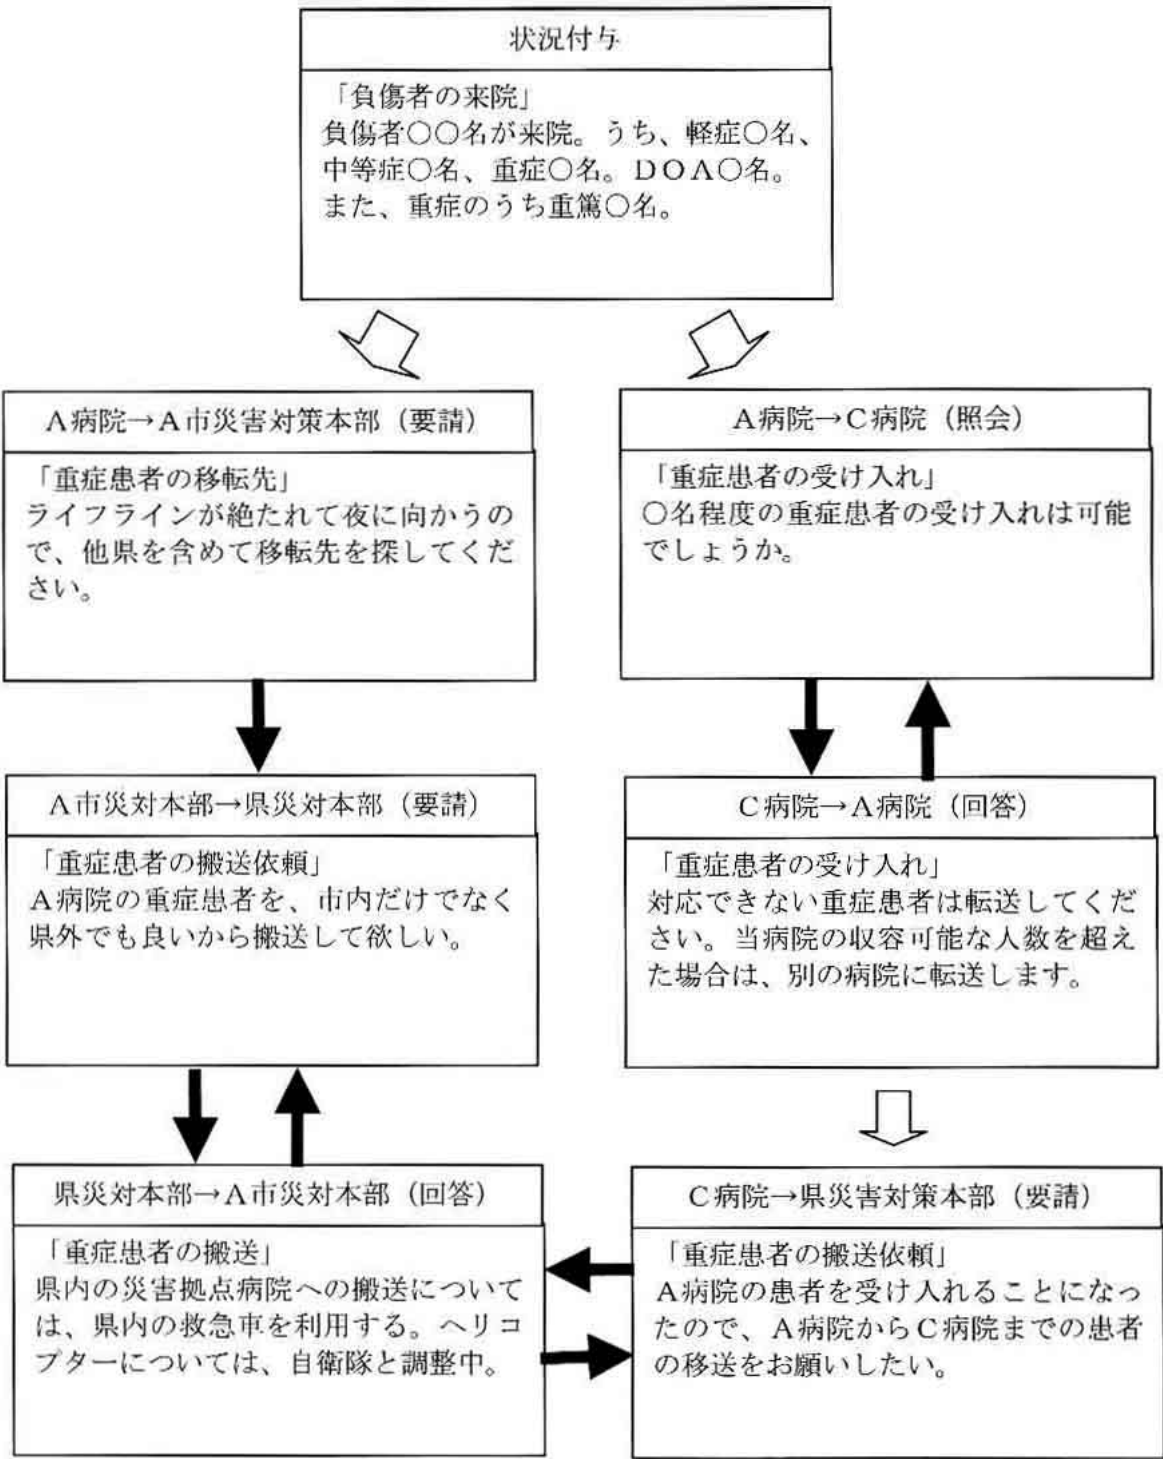 状況付与
「負傷者の来院」
負傷者〇〇名が来院。うち、軽症〇名、
中等症〇名、重症〇名。ＤＯＡ〇名。
また、重症のうち重篤〇名。
Ａ病院→Ａ市災害対策本部（要請）
「重症患者の移転先」
ライフラインが絶たれて夜に向かうの
で、他県を含めて移転先を探してくだ
さい。
Ａ病院→Ｃ病院（照会）
「重症患者の受け入れ」
〇名程度の重症患者の受け入れは可能
でしょうか。
Ａ市災対本部→県災対本部（要請）
「重症患者の搬送依頼」
Ａ病院の重症患者を、市内だけでなく
県外でも良いから搬送して欲しい。
Ｃ病院→Ａ病院（回答）
「重症患者の受け入れ」
対応できない重症患者は転送してくだ
さい。当病院の収容可能な人数を超え
た場合は、別の病院に転送します。
県災対本部→Ａ市災対本部（回答）
「重症患者の搬送」
県内の災害拠点病院への搬送について
は、県内の救急車を利用する。ヘリコ
プターについては、自衛隊と調整中。
Ｃ病院→県災害対策本部（要請）
「重症患者の搬送依頼」
Ａ病院の患者を受け入れることになっ
たので、Ａ病院からＣ病院までの患者
の移送をお願いしたい。